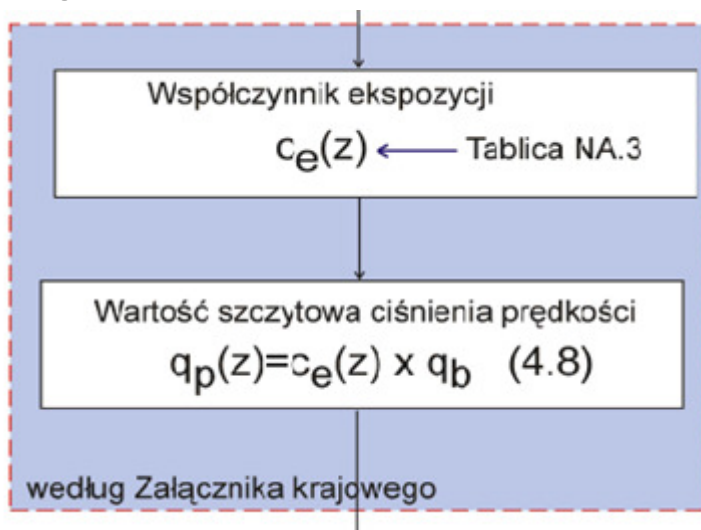 Współczynnik ekspozycji
ce(z) ← Tablica NA.3
Wartość szczytowa ciśnienia prędkości
qp(z)=ce(z) x qb (4.8)
według Załącznika krajowego